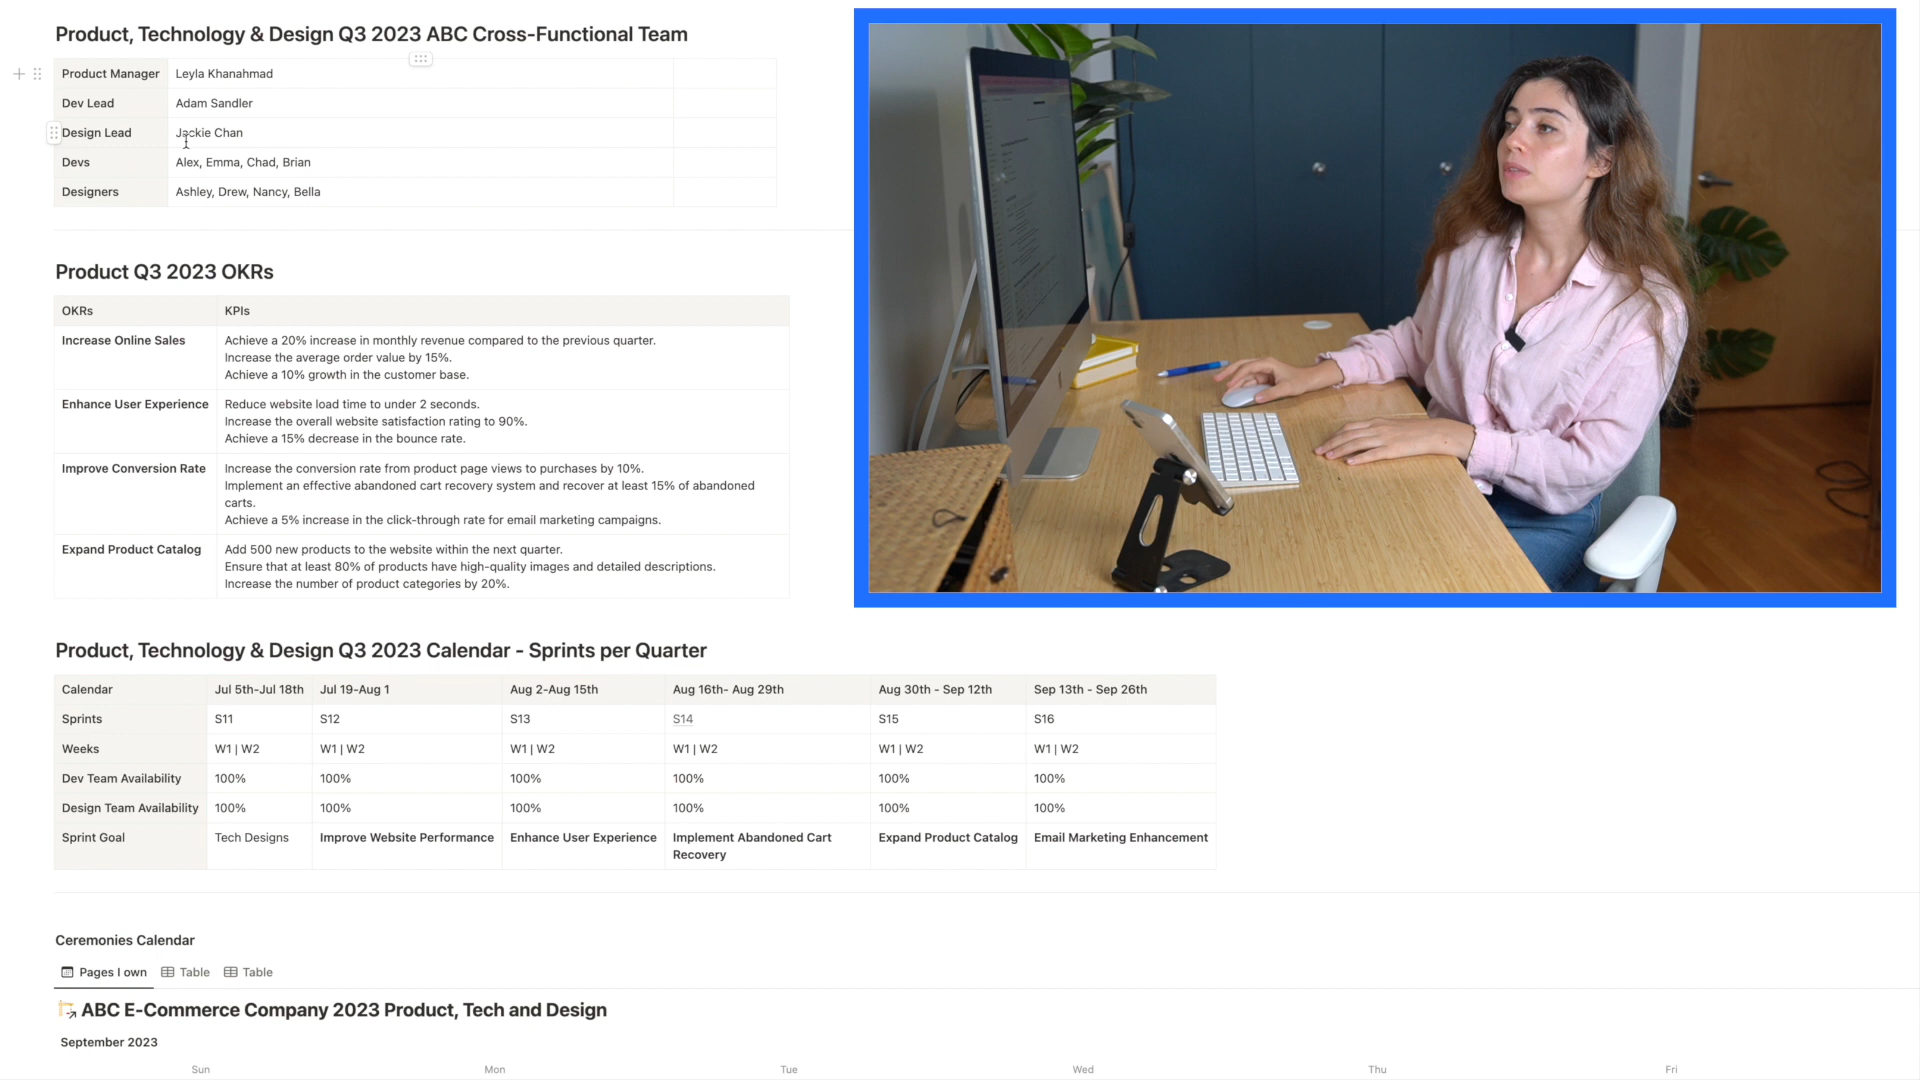 Product, Technology & Design Q3 2023 ABC Cross-Functional Team
Product Manager Leyla Khanahmad
Dev Lead Adam Sandler
Design Lead Jackie Chan
Devs Alex, Emma, Chad, Brian
Designers Ashley, Drew, Nancy, Bella
Product Q3 2023 OKRs
OKRs KPIs
Increase Online Sales Achieve a 20% increase in monthly revenue compared to the previous quarter.
Increase the average order value by 15%.
Achieve a 10% growth in the customer base.
Enhance User Experience Reduce website load time to under 2 seconds.
Increase the overall website satisfaction rating to 90%.
Achieve a 15% decrease in the bounce rate.
Improve Conversion Rate Increase the conversion rate from product page views to purchases by 10%.
Implement an effective abandoned cart recovery system and recover at least 15% of abandoned
carts.
Achieve a 5% increase in the click-through rate for email marketing campaigns.
Expand Product Catalog Add 500 new products to the website within the next quarter.
Ensure that at least 80% of products have high-quality images and detailed descriptions.
Increase the number of product categories by 20%.
Product, Technology & Design Q3 2023 Calendar - Sprints per Quarter
Calendar Jul 5th-Jul 18th Jul 19-Aug 1 Aug 2-Aug 15th Aug 16th- Aug 29th Aug 30th - Sep 12th Sep 13th - Sep 26th
Sprints S11 S12 S13 S14 S15 S16
Weeks W1 | W2 W1 | W2 W1 | W2 W1 | W2 W1 | W2 W1 | W2
Dev Team Availability 100% 100% 100% 100% 100% 100%
Design Team Availability 100% 100% 100% 100% 100% 100%
Sprint Goal Tech Designs Improve Website Performance Enhance User Experience Implement Abandoned Cart Expand Product Catalog Email Marketing Enhancement
Recovery
Ceremonies Calendar
Pages I own Table Table
ABC E-Commerce Company 2023 Product, Tech and Design
September 2023
Sun Mon Tue Wed Thu Fri